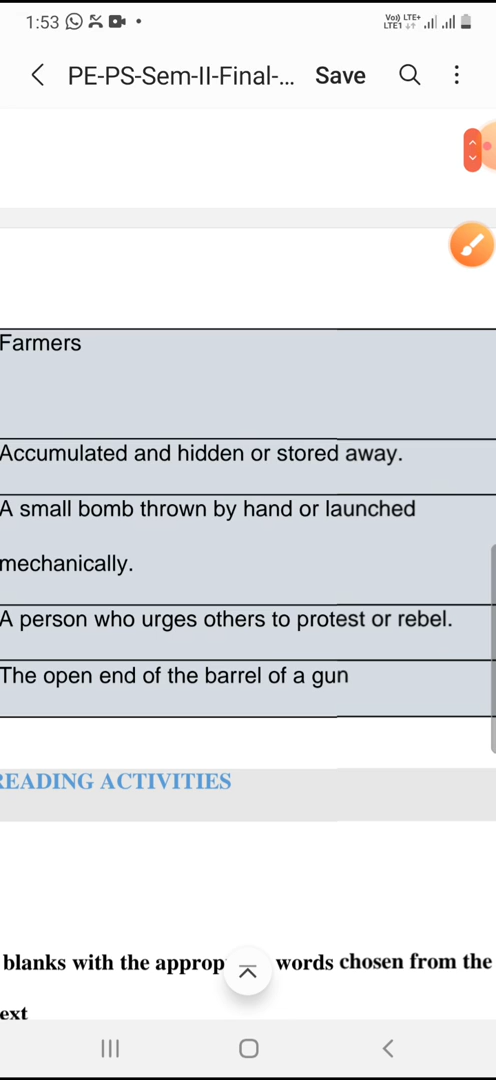 1:53
Vo)) LTE+
LTE1
PE-PS-Sem-II-Final-... Save
Farmers
Accumulated and hidden or stored away.
A small bomb thrown by hand or launched
mechanically.
A person who urges others to protest or rebel.
The open end of the barrel of a gun
READING ACTIVITIES
blanks with the approp words chosen from the
ext